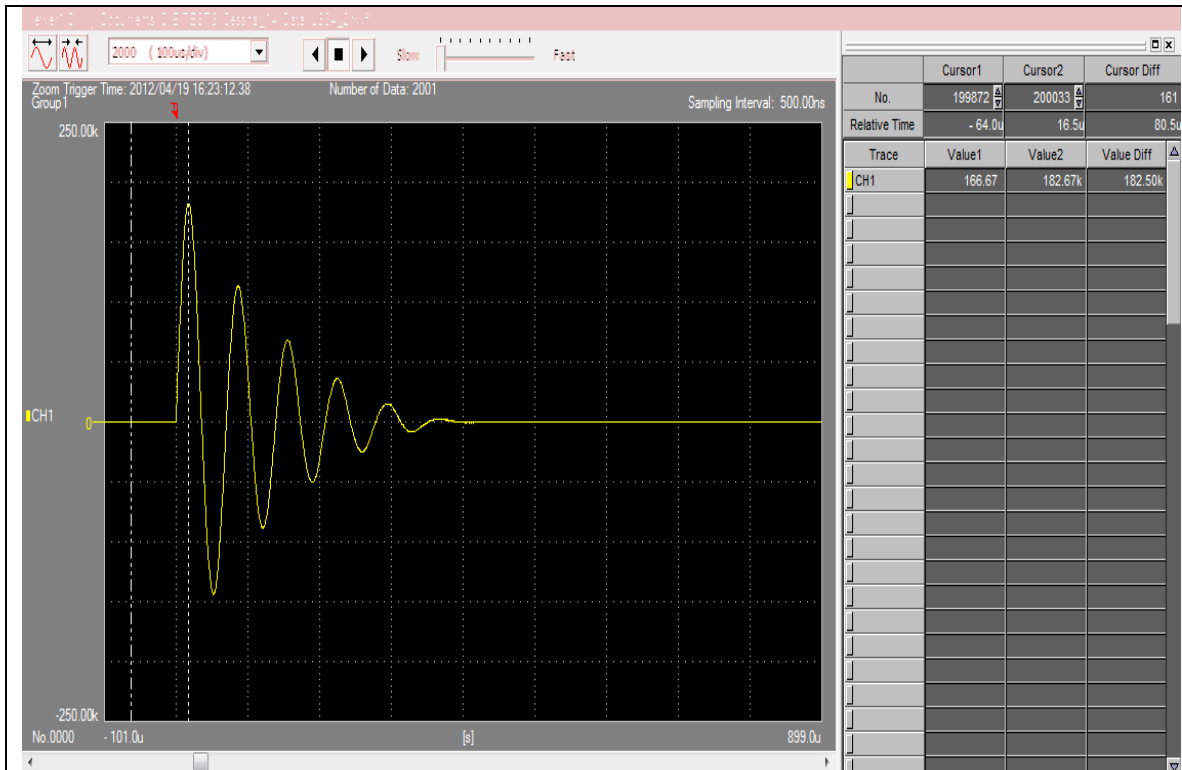 2000 (100us/div)
Slow
Fast
Zoom Trigger Time: 2012/04/19 16:23:12.38
Number of Data: 2001
Group1
Sampling Interval: 500.00ns
250.00k
CH1
0
-250.00k
No.0000
- 101.0u
[s]
899.0u
Cursor1 Cursor2 Cursor Diff
No. 199872 200033 161
Relative Time - 64.0u 16.5u 80.5u
Trace Value1 Value2 Value Diff
CH1 166.67 182.67k 182.50k